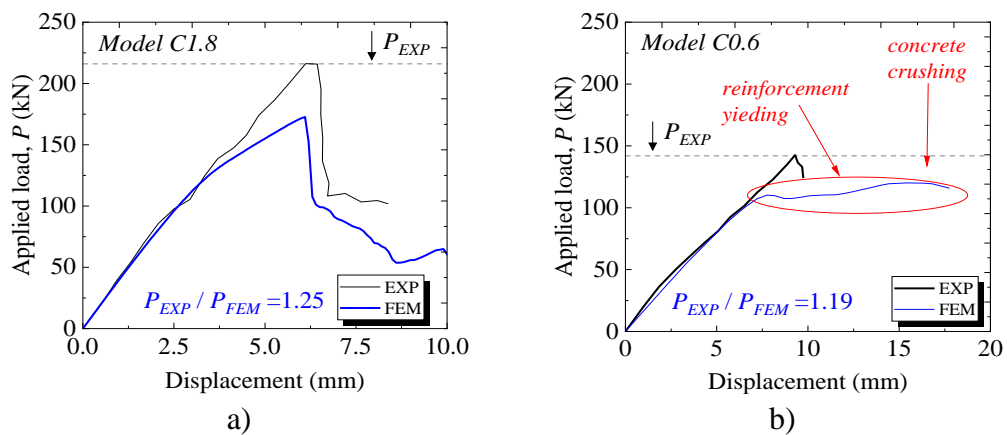 Model C1.8
P_EXP
P_EXP / P_FEM =1.25
EXP
FEM
250
200
150
100
50
0
0.0 2.5 5.0 7.5 10.0
Applied load, P (kN)
Displacement (mm)
a)
Model C0.6
concrete
crushing
reinforcement
yieding
P_EXP
P_EXP / P_FEM =1.19
EXP
FEM
250
200
150
100
50
0
0 5 10 15 20
Applied load, P (kN)
Displacement (mm)
b)